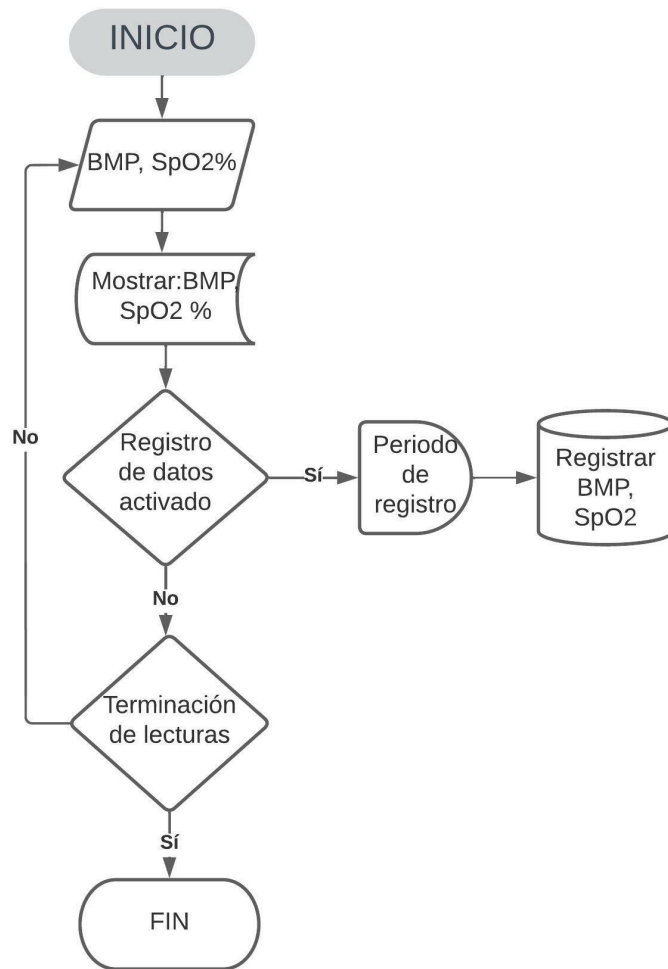 INICIO
BMP, SpO2%
Mostrar:BMP,
SpO2 %
Registro
de datos
activado
Sí
Periodo
de
registro
Registrar
BMP,
SpO2
No
No
Terminación
de lecturas
Sí
FIN